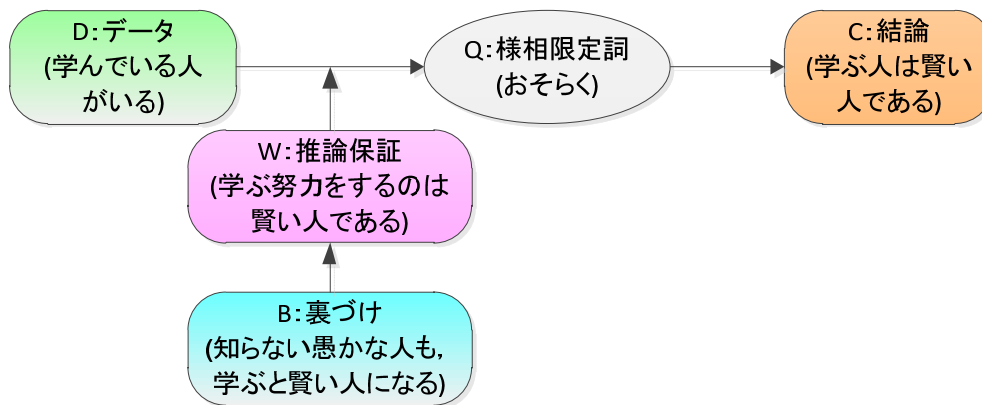 D:データ
(学んでいる人
がいる)
Q:様相限定詞
(おそらく)
C:結論
(学ぶ人は賢い
人である)
W:推論保証
(学ぶ努力をするのは
賢い人である)
B:裏づけ
(知らない愚かな人も,
学ぶと賢い人になる)